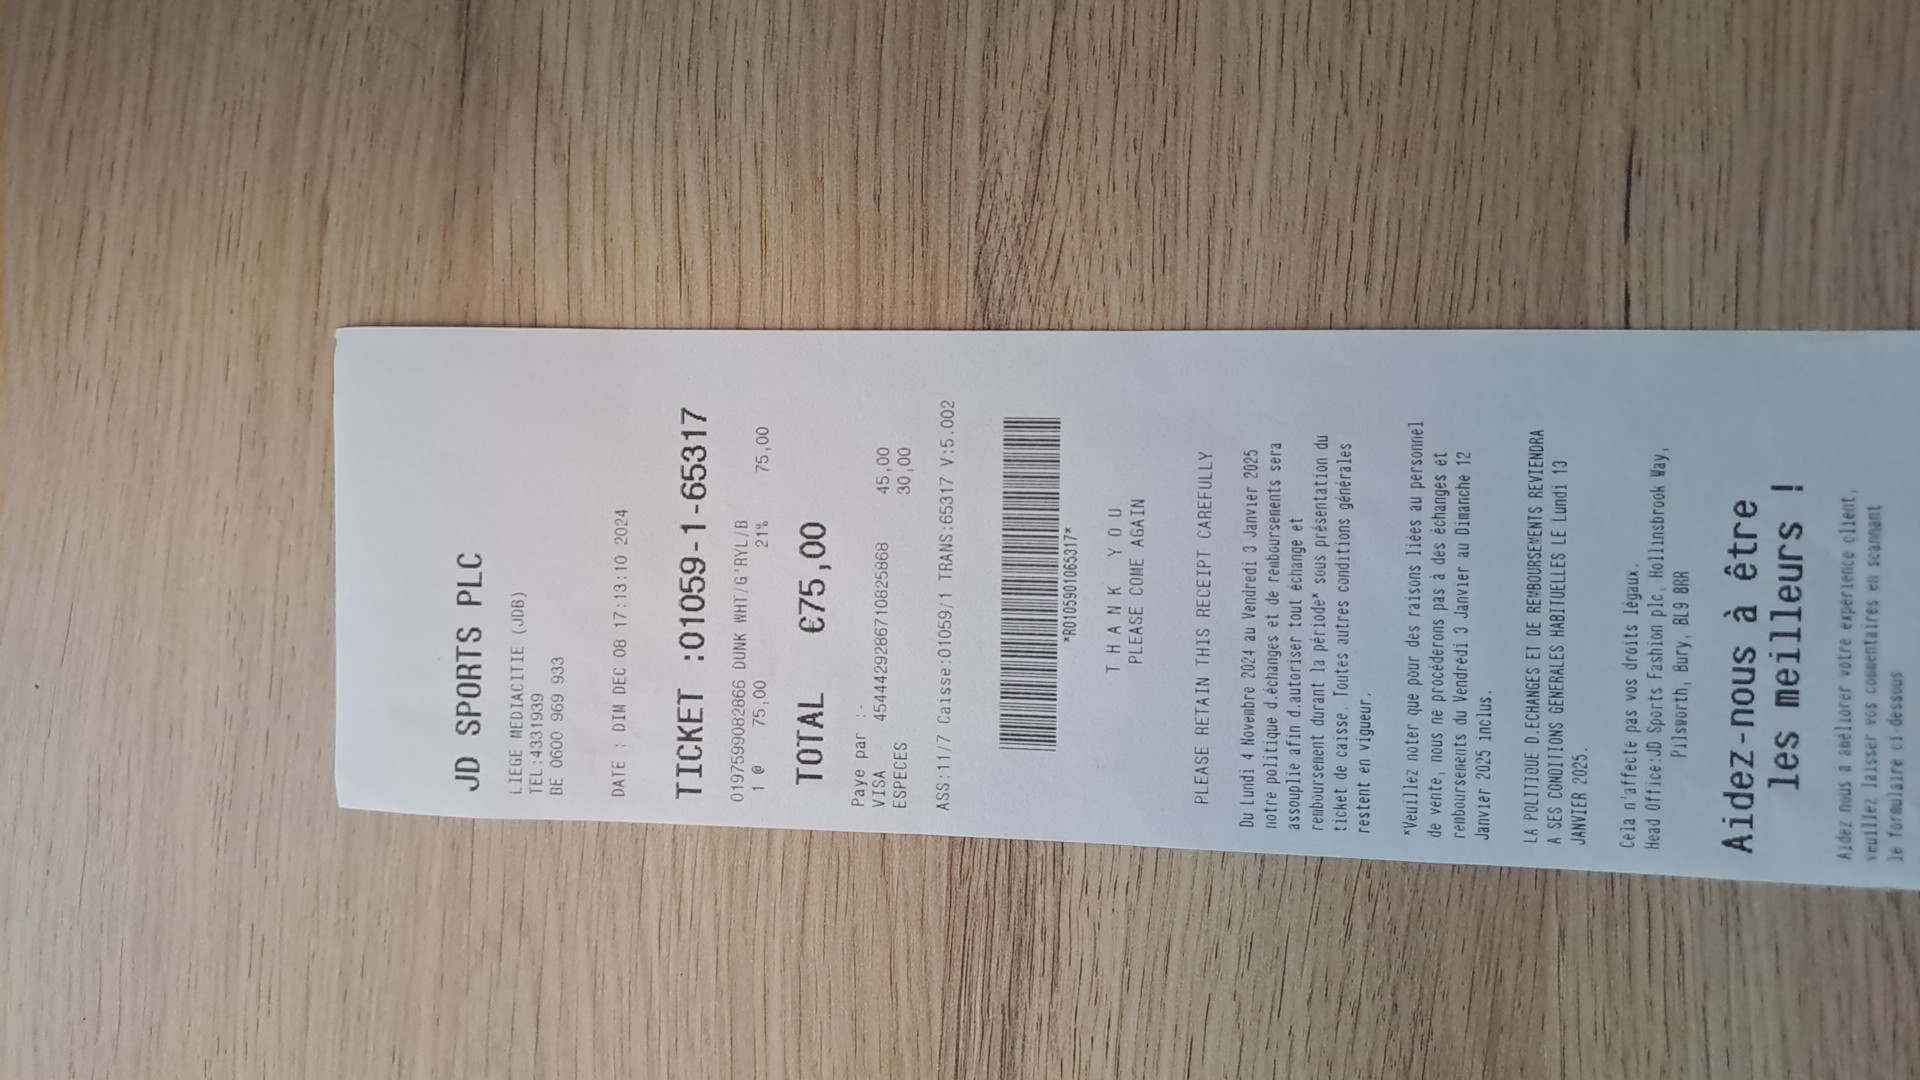 JD SPORTS PLC
LIEGE MEDIACITIE (JDB)
TEL:4331939
BE 0600 969 933
DATE : DIM DEC 08 17:13:10 2024
TICKET :01059-1-65317
0197599082866 DUNK WHT/G'RYL/B
1 @ 75,00 21% 75,00
TOTAL €75,00
Paye par :-
VISA 4544429286710825868 45,00
ESPECES 30,00
ASS:11/7 Caisse:01059/1 TRANS:65317 V:5.002
*R0105901065317*
T H A N K Y O U
PLEASE COME AGAIN
PLEASE RETAIN THIS RECEIPT CAREFULLY
Du Lundi 4 Novembre 2024 au Vendredi 3 Janvier 2025
notre politique d.échanges et de remboursements sera
assouplie afin d.autoriser tout échange et
remboursement durant la période* sous présentation du
ticket de caisse. Toutes autres conditions générales
restent en vigueur.
*Veuillez noter que pour des raisons liées au personnel
de vente, nous ne procéderons pas à des échanges et
remboursements du Vendredi 3 Janvier au Dimanche 12
Janvier 2025 inclus.
LA POLITIQUE D.ECHANGES ET DE REMBOURSEMENTS REVIENDRA
A SES CONDITIONS GENERALES HABITUELLES LE Lundi 13
JANVIER 2025.
Cela n'affecte pas vos droits légaux.
Head Office:JD Sports Fashion plc, Hollinsbrook Way,
Pilsworth, Bury, BL9 8RR
Aidez-nous à être
les meilleurs !
Aidez nous a améliorer votre expérience client,
veuillez laisser vos commentaires en scannant
le formulaire ci-dessous